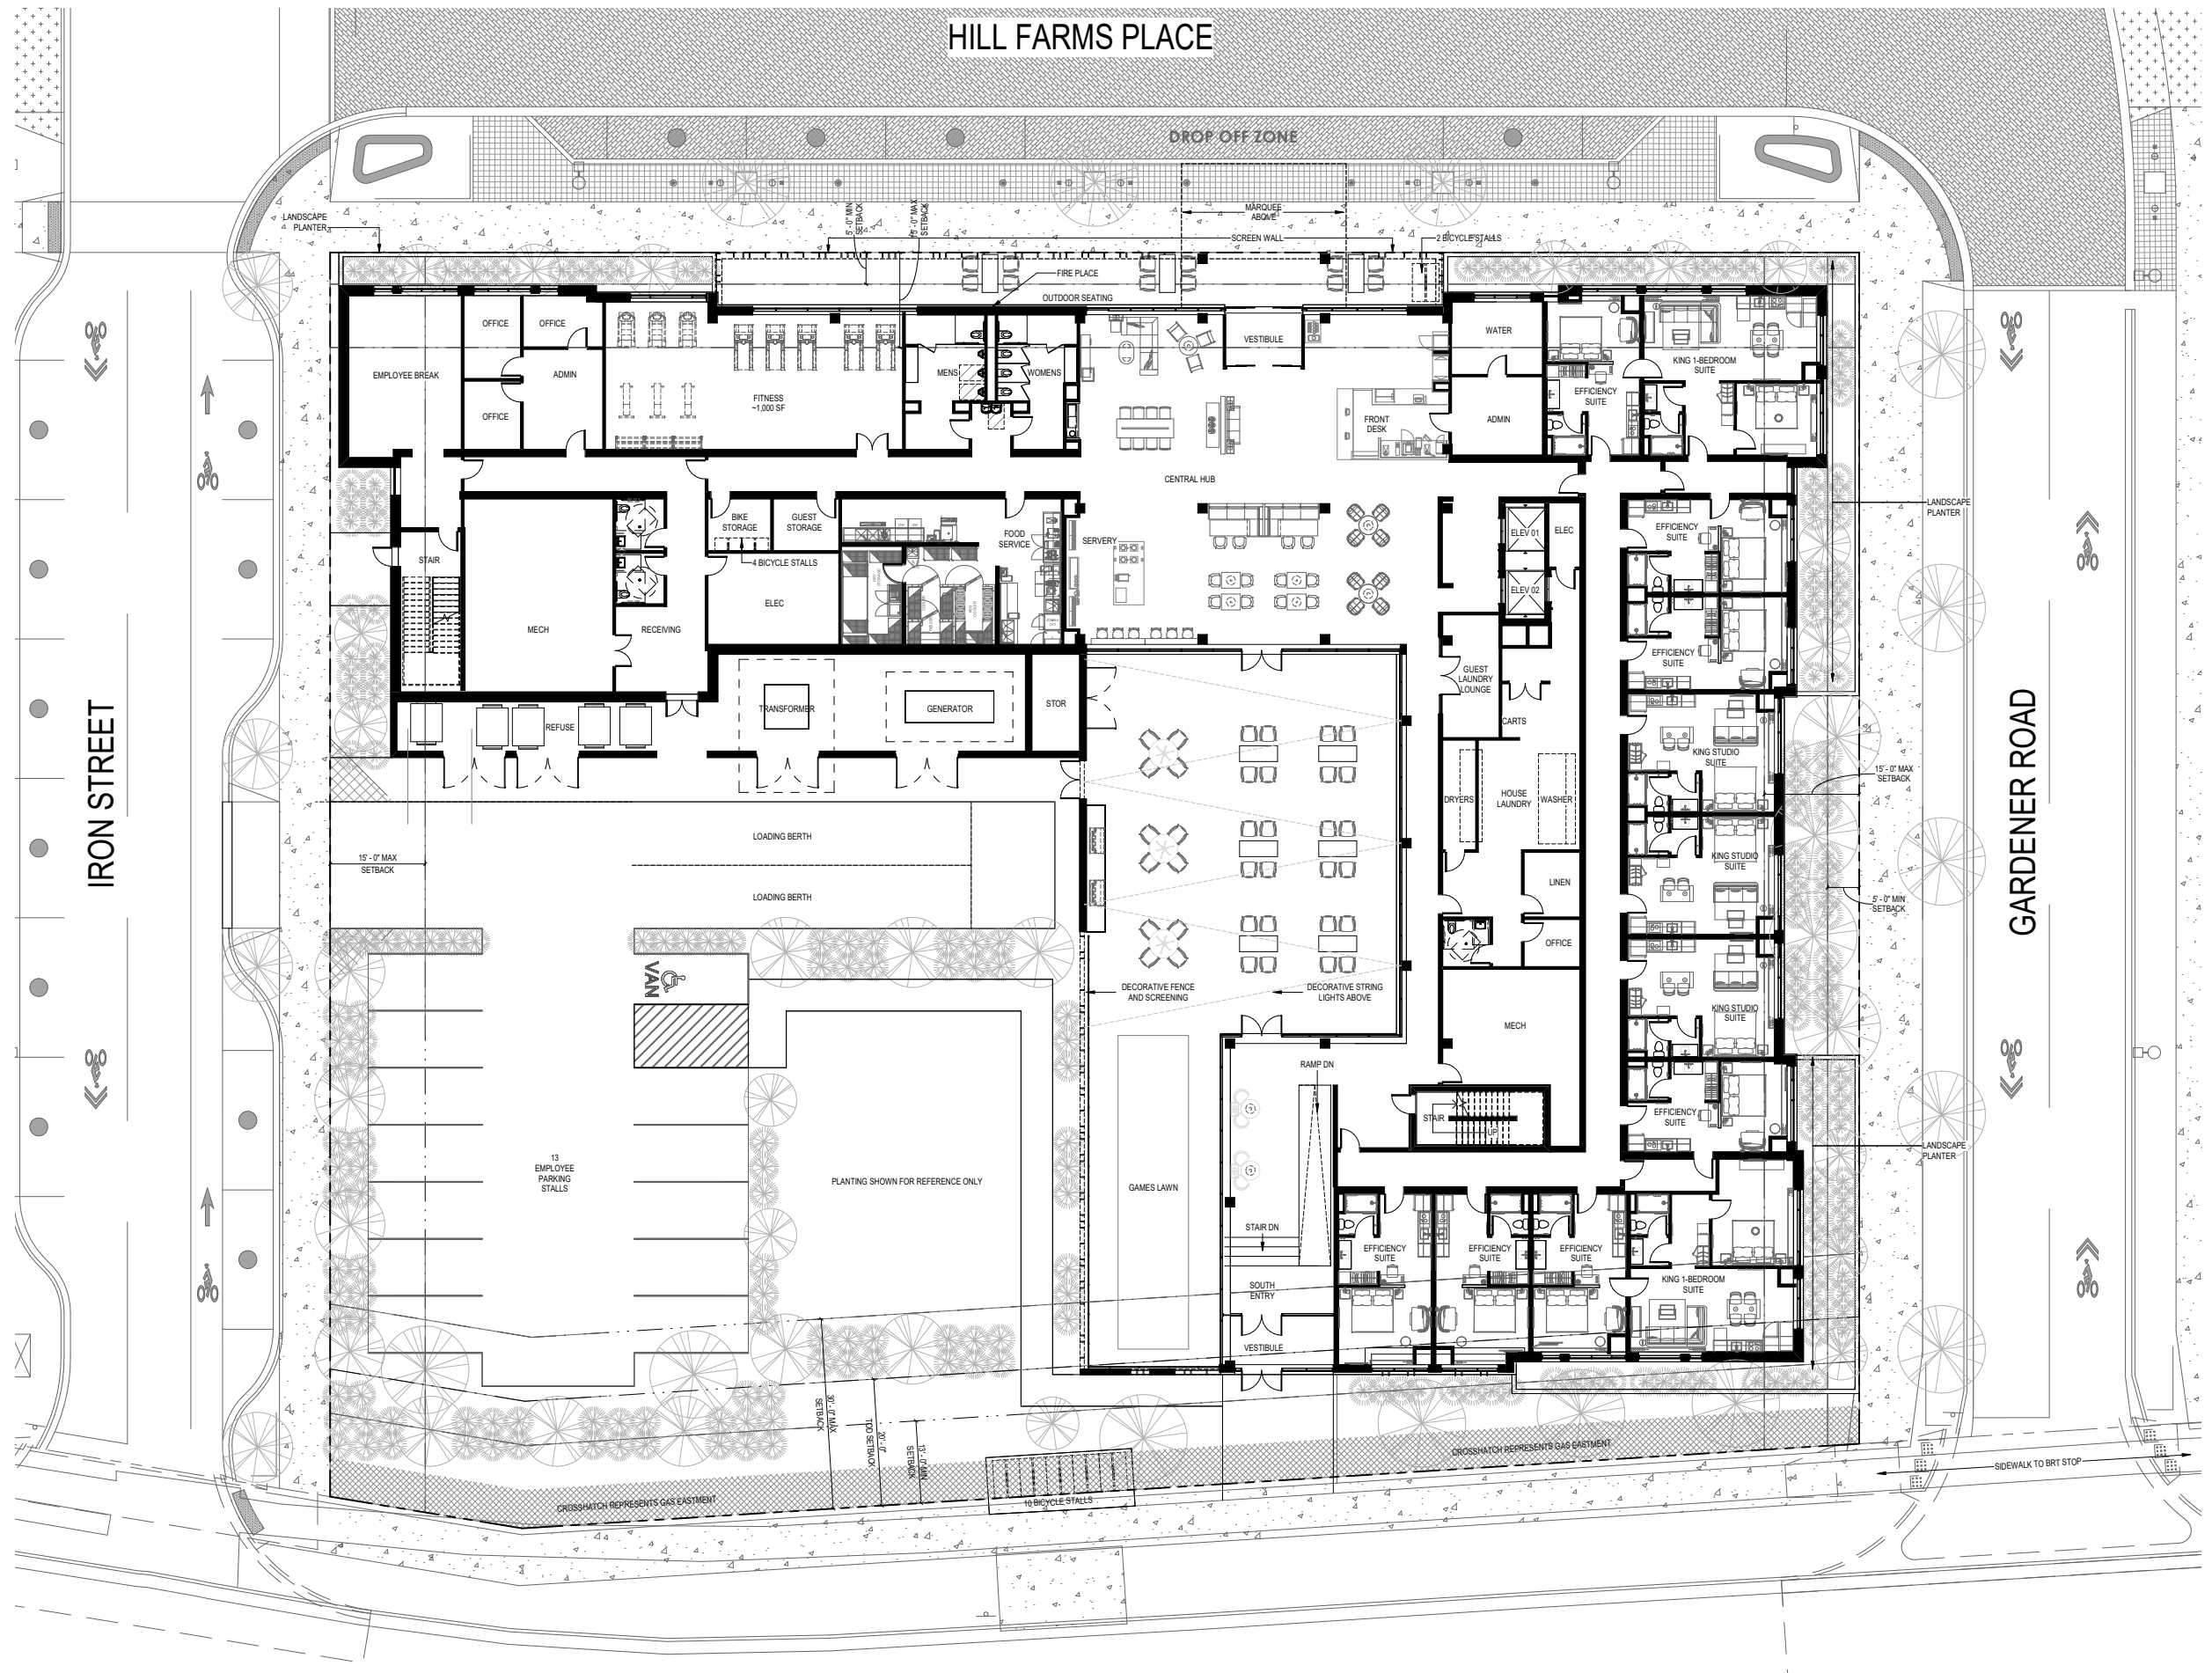 HILL FARMS PLACE
DROP OFF ZONE
LANDSCAPE
PLANTER
5' - 0" MIN
SETBACK
15' - 0" MAX
SETBACK
MARQUEE
ABOVE
SCREEN WALL
2 BICYCLE STALLS
FIRE PLACE
OUTDOOR SEATING
OFFICE
OFFICE
WATER
VESTIBULE
EMPLOYEE BREAK
ADMIN
MENS
WOMENS
KING 1-BEDROOM
SUITE
EFFICIENCY
SUITE
FITNESS
~1,000 SF
OFFICE
FRONT
DESK
ADMIN
CENTRAL HUB
LANDSCAPE
PLANTER
BIKE
STORAGE
GUEST
STORAGE
FOOD
SERVICE
SERVERY
ELEV 01
ELEC
EFFICIENCY
SUITE
STAIR
4 BICYCLE STALLS
ELEV 02
ELEC
MECH
RECEIVING
EFFICIENCY
SUITE
GUEST
LAUNDRY
LOUNGE
TRANSFORMER
GENERATOR
STOR
REFUSE
CARTS
KING STUDIO
SUITE
15' - 0" MAX
SETBACK
IRON STREET
GARDENER ROAD
DRYERS
HOUSE
LAUNDRY
WASHER
LOADING BERTH
15' - 0" MAX
SETBACK
KING STUDIO
SUITE
LOADING BERTH
LINEN
5' - 0" MIN
SETBACK
OFFICE
VAN
DECORATIVE FENCE
AND SCREENING
DECORATIVE STRING
LIGHTS ABOVE
KING STUDIO
SUITE
MECH
RAMP DN
STAIR
UP
EFFICIENCY
SUITE
LANDSCAPE
PLANTER
13
EMPLOYEE
PARKING
STALLS
PLANTING SHOWN FOR REFERENCE ONLY
GAMES LAWN
STAIR DN
EFFICIENCY
SUITE
EFFICIENCY
SUITE
EFFICIENCY
SUITE
KING 1-BEDROOM
SUITE
SOUTH
ENTRY
VESTIBULE
30' - 0" MAX
SETBACK
20' - 0"
TOD SETBACK
13' - 0" MIN
SETBACK
CROSSHATCH REPRESENTS GAS EASTMENT
SIDEWALK TO BRT STOP
CROSSHATCH REPRESENTS GAS EASTMENT
10 BICYCLE STALLS